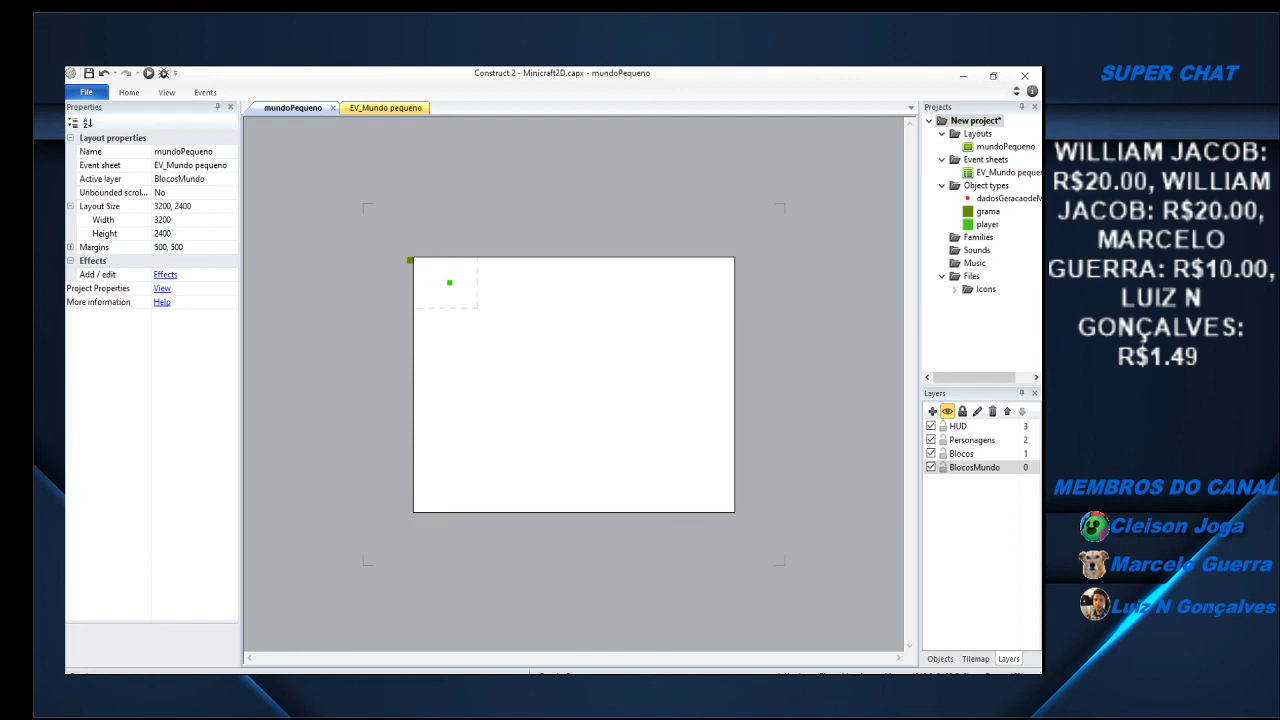 Construct 2 - Minicraft2D.capx - mundoPequeno
File
Home
View
Events
Properties
Layout properties
Name mundoPequeno
Event sheet EV_Mundo pequeno
Active layer BlocosMundo
Unbounded scrol... No
Layout Size 3200, 2400
Width 3200
Height 2400
Margins 500, 500
Effects
Add / edit Effects
Project Properties View
More information Help
mundoPequeno
EV_Mundo pequeno
Projects
New project*
Layouts
mundoPequeno
Event sheets
EV_Mundo pequer
Object types
dadosGeracaodeM
grama
player
Families
Sounds
Music
Files
Icons
Layers
HUD 3
Personagens 2
Blocos 1
BlocosMundo 0
Objects
Tilemap
Layers
SUPER CHAT
WILLIAM JACOB:
R$20.00, WILLIAM
JACOB: R$20.00,
MARCELO
GUERRA: R$10.00,
LUIZ N
GONÇALVES:
R$1.49
MEMBROS DO CANAL
Cleison Joga
Marcelo Guerra
Luiz N Gonçalves